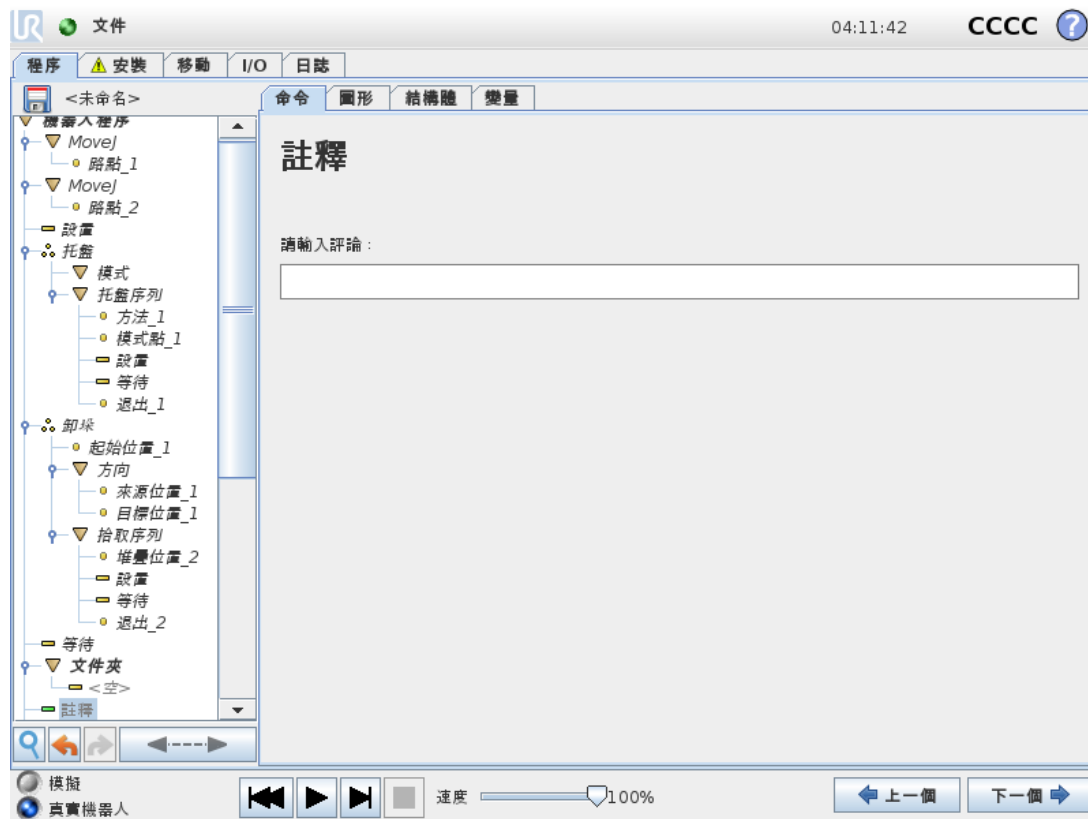 UR 文件 04:11:42 CCCC ?
程序 安裝 移動 I/O 日誌
<未命名>
命令 圖形 結構體 變量
機器人程序
MoveJ
路點_1
MoveJ
路點_2
設置
托盤
模式
托盤序列
方法_1
模式點_1
設置
等待
退出_1
卸垛
起始位置_1
方向
來源位置_1
目標位置_1
拾取序列
堆疊位置_2
設置
等待
退出_2
等待
文件夾
<空>
註釋
註釋
請輸入評論：
模擬
真實機器人
速度 100%
上一個 下一個